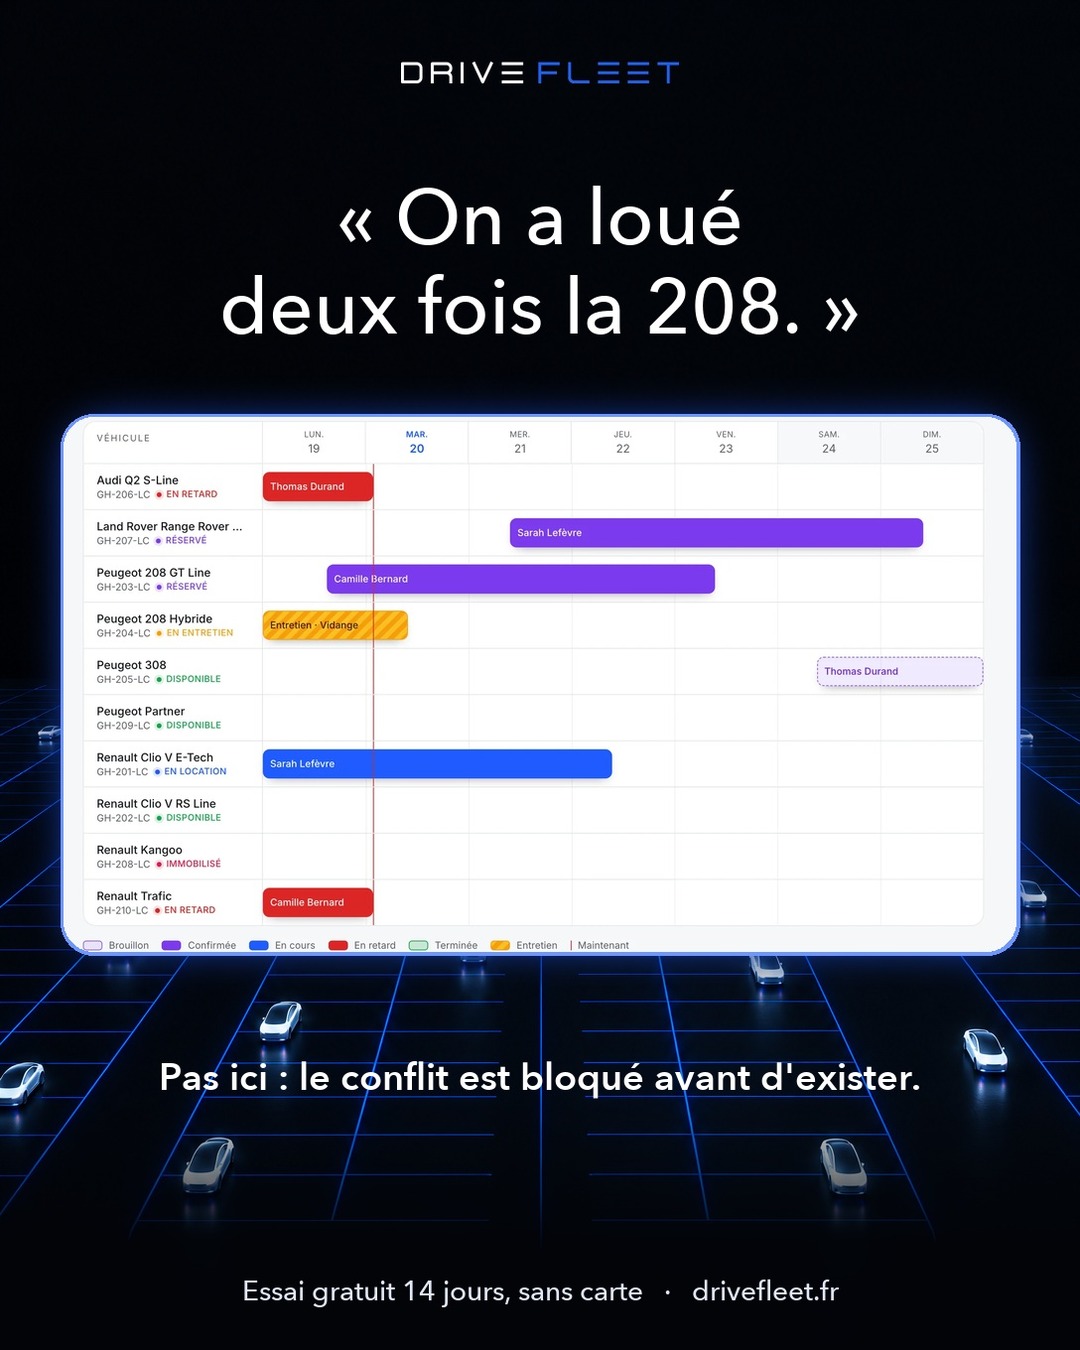 DRIVE FLEET
« On a loué
deux fois la 208. »
VÉHICULE
LUN. MAR. MER. JEU. VEN. SAM. DIM.
19 20 21 22 23 24 25
Audi Q2 S-Line
GH-206-LC EN RETARD
Thomas Durand
Land Rover Range Rover ...
GH-207-LC RÉSERVÉ
Sarah Lefèvre
Peugeot 208 GT Line
GH-203-LC RÉSERVÉ
Camille Bernard
Peugeot 208 Hybride
GH-204-LC EN ENTRETIEN
Entretien · Vidange
Peugeot 308
GH-205-LC DISPONIBLE
Thomas Durand
Peugeot Partner
GH-209-LC DISPONIBLE
Renault Clio V E-Tech
GH-201-LC EN LOCATION
Sarah Lefèvre
Renault Clio V RS Line
GH-202-LC DISPONIBLE
Renault Kangoo
GH-208-LC IMMOBILISÉ
Renault Trafic
GH-210-LC EN RETARD
Camille Bernard
Brouillon Confirmée En cours En retard Terminée Entretien Maintenant
Pas ici : le conflit est bloqué avant d'exister.
Essai gratuit 14 jours, sans carte · drivefleet.fr